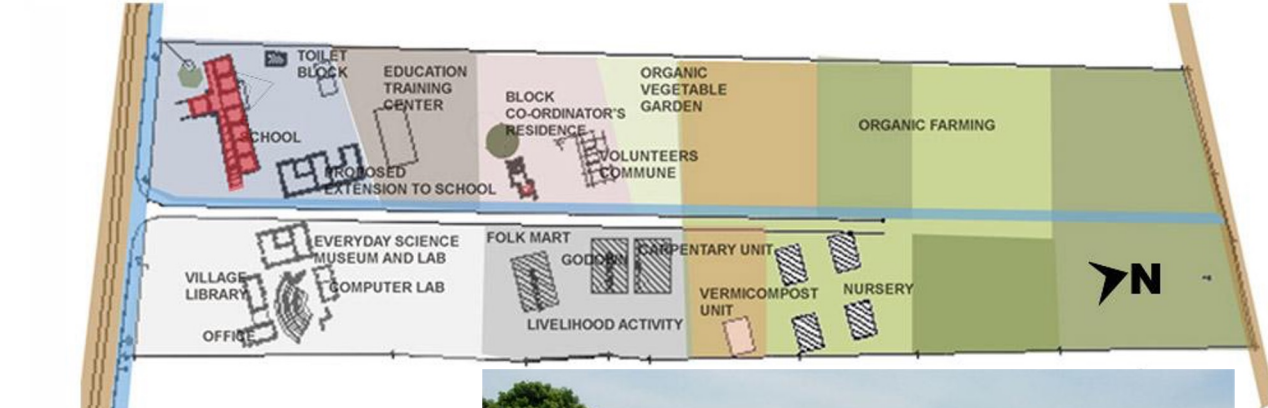 TOILET
BLOCK
EDUCATION
TRAINING
CENTER
BLOCK
CO-ORDINATOR'S
RESIDENCE
ORGANIC
VEGETABLE
GARDEN
ORGANIC FARMING
SCHOOL
VOLUNTEERS
COMMUNE
PROPOSED
EXTENSION TO SCHOOL
EVERYDAY SCIENCE
MUSEUM AND LAB
VILLAGE
LIBRARY
COMPUTER LAB
OFFICE
FOLK MART
GODOWN
CARPENTARY UNIT
LIVELIHOOD ACTIVITY
VERMICOMPOST
UNIT
NURSERY
N